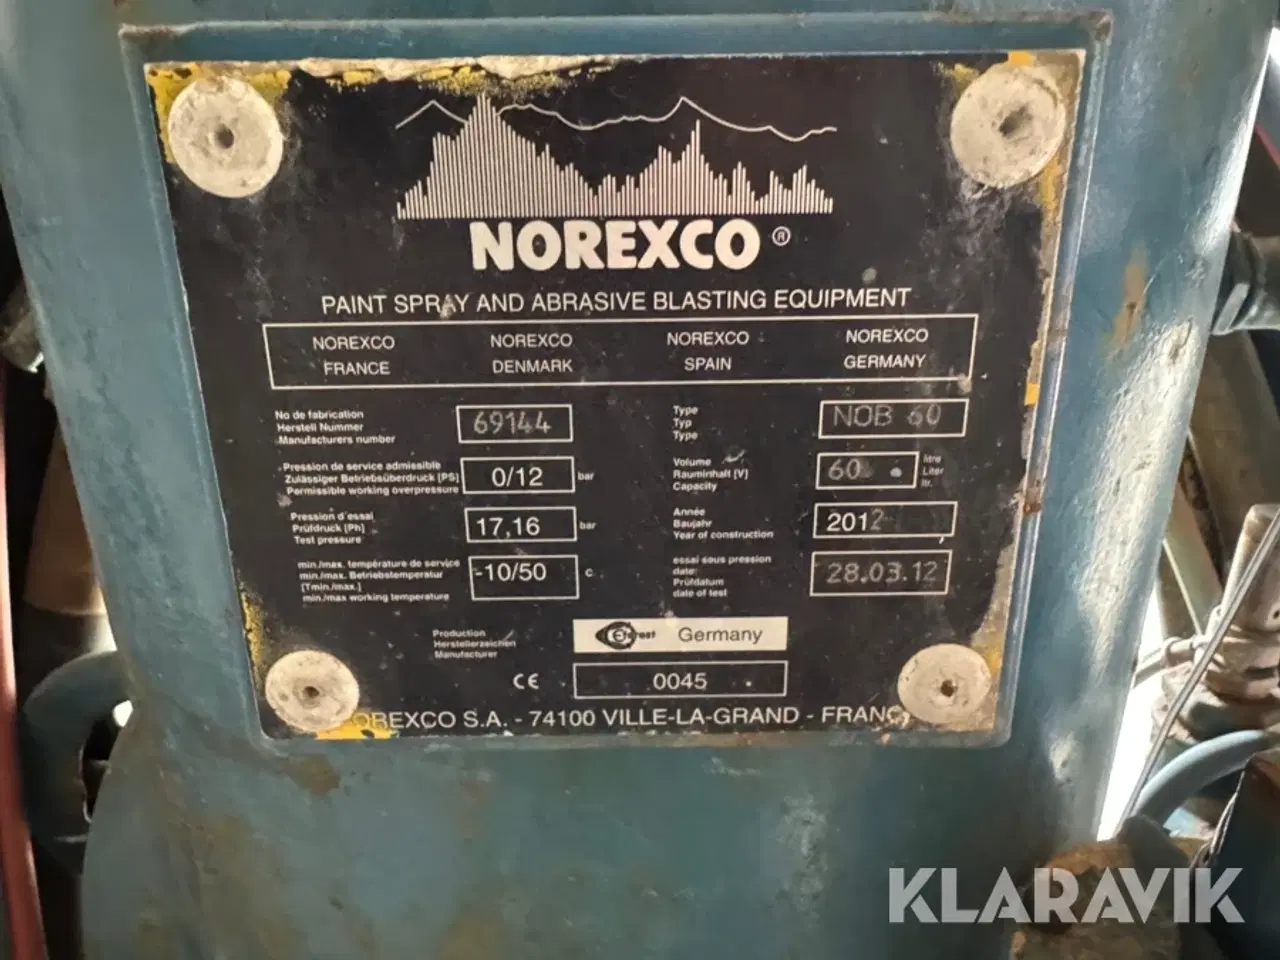 NOREXCO ®
PAINT SPRAY AND ABRASIVE BLASTING EQUIPMENT
NOREXCO FRANCE
NOREXCO DENMARK
NOREXCO SPAIN
NOREXCO GERMANY
No de fabrication
Herstell Nummer
Manufacturers number
69144
Type
Typ
Type
NOB 60
Pression de service admissible
Zulässiger Betriebsüberdruck [PS]
Permissible working overpressure
0/12 bar
Volume
Rauminhalt [V]
Capacity
60
litre
Liter
ltr.
Pression d'essai
Prüfdruck [Ph]
Test pressure
17,16 bar
Année
Baujahr
Year of construction
2012
min./max. température de service
min./max. Betriebstemperatur
[Tmin./max.]
min./max working temperature
-10/50 c
essai sous pression
date:
Prüfdatum
date of test
28.03.12
Production
Herstellerzeichen
Manufacturer
Germany
CE 0045
OREXCO S.A. - 74100 VILLE-LA-GRAND - FRANC
KLARAVIK